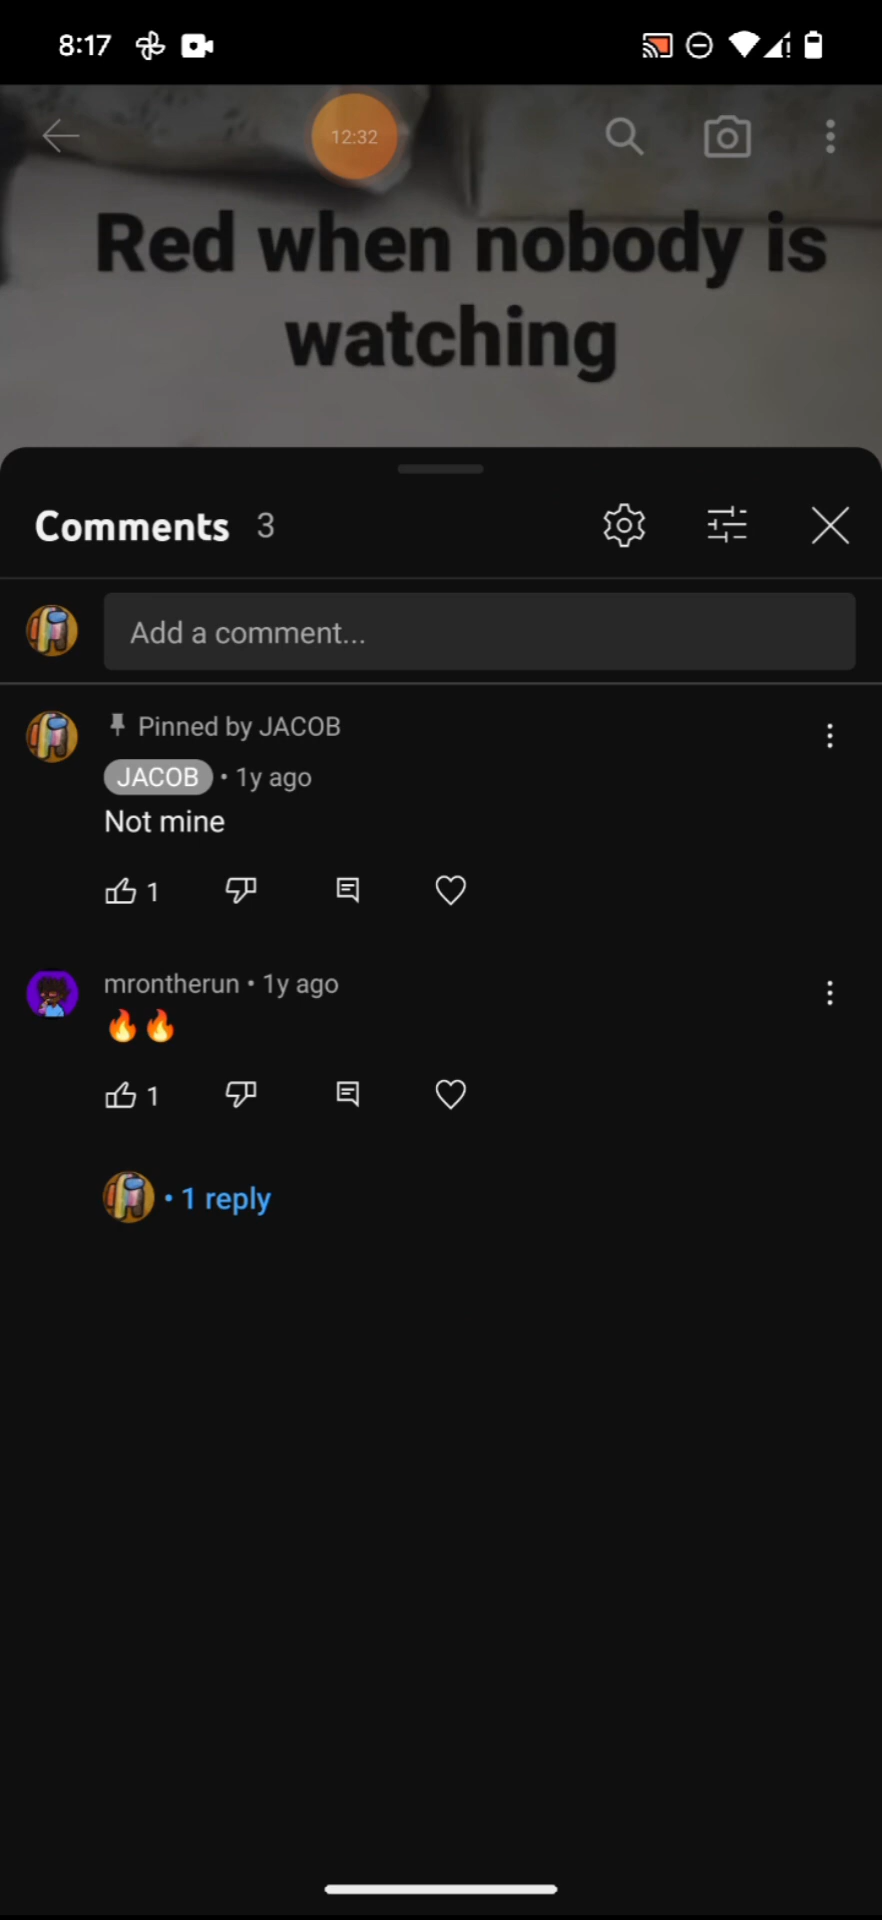 8:17
12:32
Red when nobody is
watching
Comments 3
Add a comment...
Pinned by JACOB
JACOB • 1y ago
Not mine
1
mrontherun • 1y ago
🔥🔥
1
• 1 reply